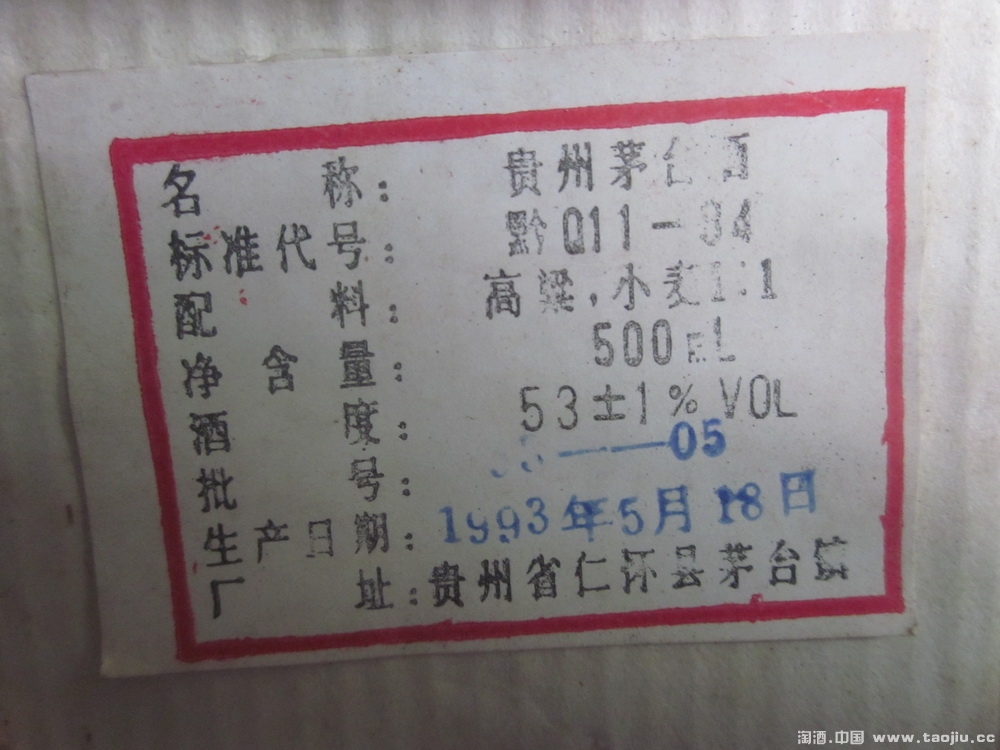 名 称： 贵州茅台酒
标准代号： 黔Q11-84
配 料： 高粱.小麦1:1
净含量： 500mL
酒 度： 53±1%VOL
批 号： ——05
生产日期： 1993年5月18日
厂 址： 贵州省仁怀县茅台镇
淘酒.中国 www.taojiu.cc